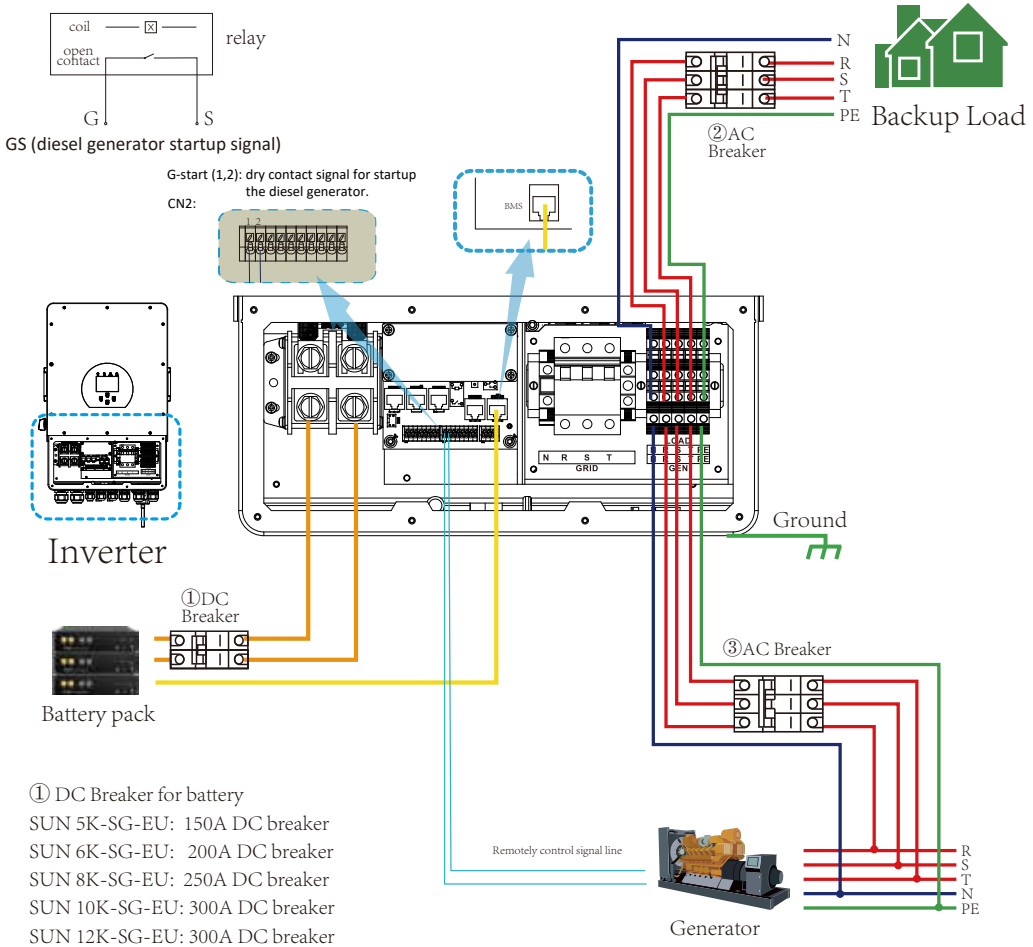 coil
X
relay
open
contact
G
S
GS (diesel generator startup signal)
G-start (1,2): dry contact signal for startup
the diesel generator.
CN2:
1 2
BMS
N
R
S
T
PE
Backup Load
②AC
Breaker
LOAD
N R S T PE
N R S T PE
GEN
N R S T
GRID
Inverter
Ground
①DC
Breaker
Battery pack
③AC Breaker
① DC Breaker for battery
SUN 5K-SG-EU: 150A DC breaker
SUN 6K-SG-EU: 200A DC breaker
SUN 8K-SG-EU: 250A DC breaker
SUN 10K-SG-EU: 300A DC breaker
SUN 12K-SG-EU: 300A DC breaker
Remotely control signal line
Generator
R
S
T
N
PE